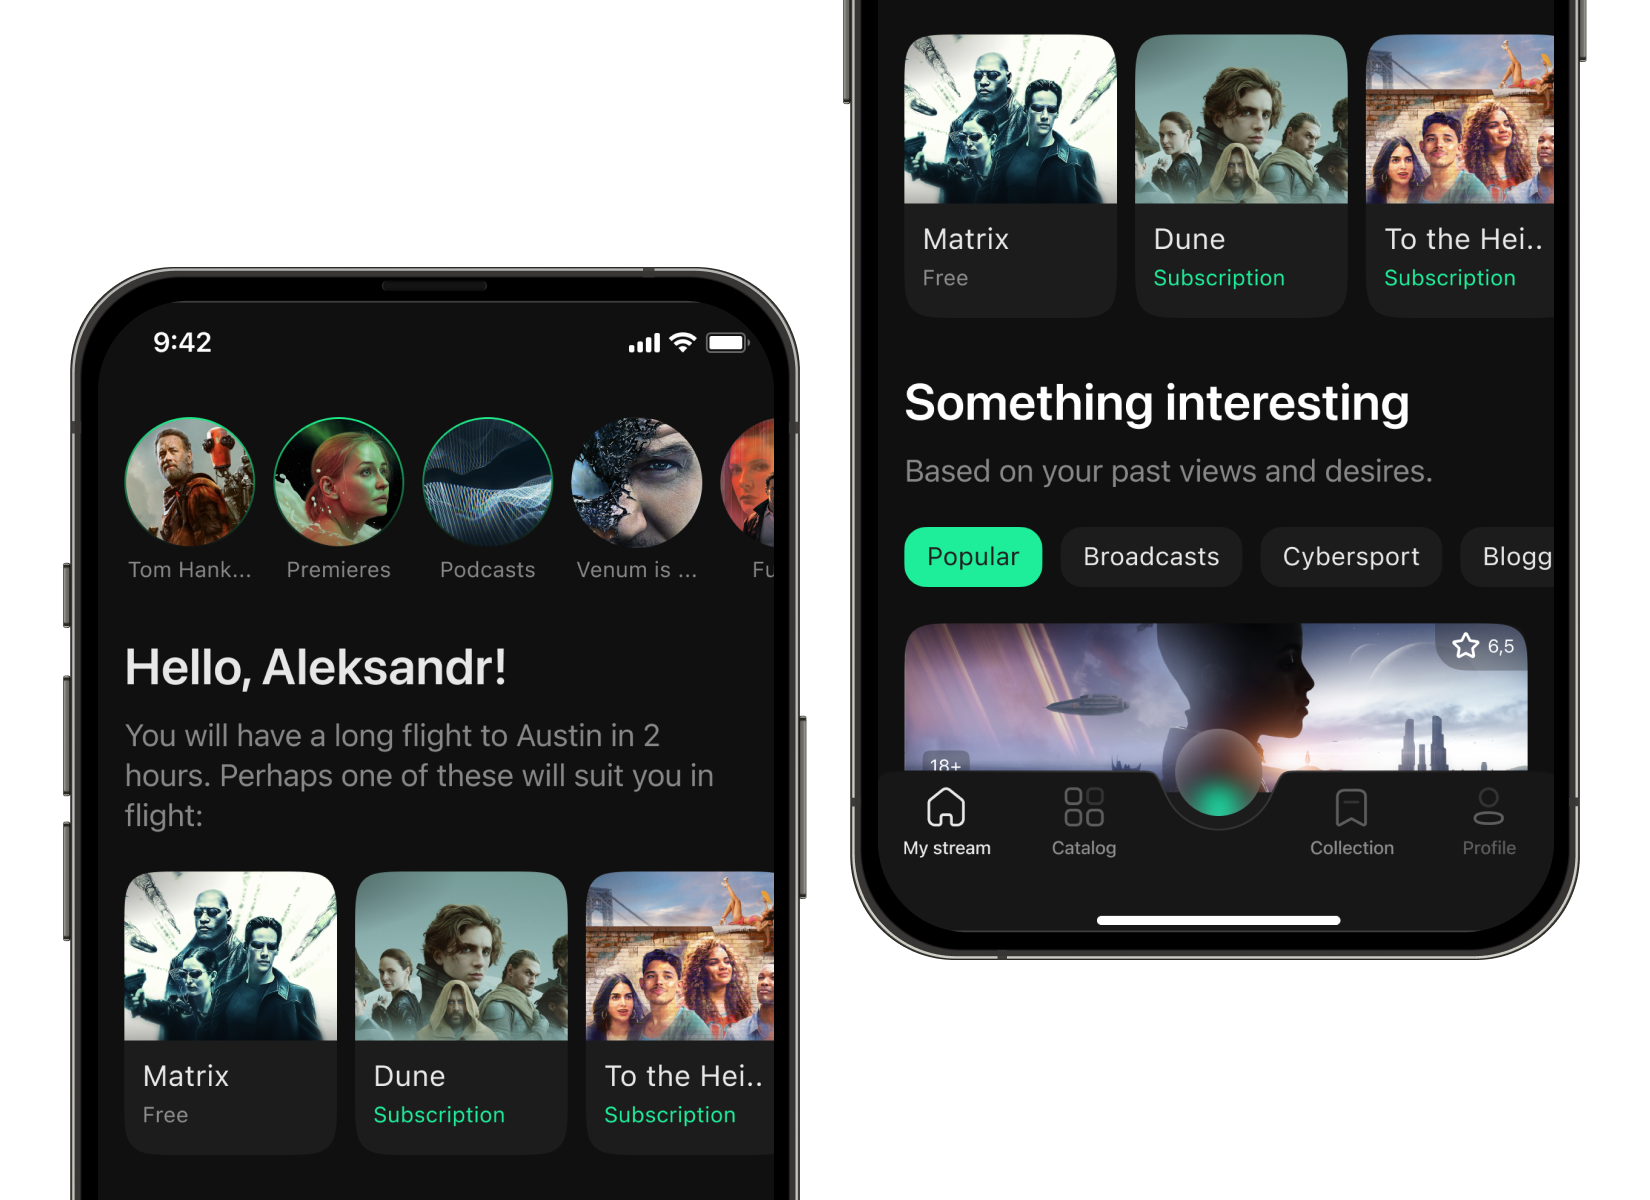 9:42
Tom Hank...
Premieres
Podcasts
Venum is ...
Fu
Hello, Aleksandr!
You will have a long flight to Austin in 2
hours. Perhaps one of these will suit you in
flight:
Matrix
Free
Dune
Subscription
To the Hei..
Subscription
Matrix
Free
Dune
Subscription
To the Hei..
Subscription
Something interesting
Based on your past views and desires.
Popular
Broadcasts
Cybersport
Blogg
6,5
18+
My stream
Catalog
Collection
Profile